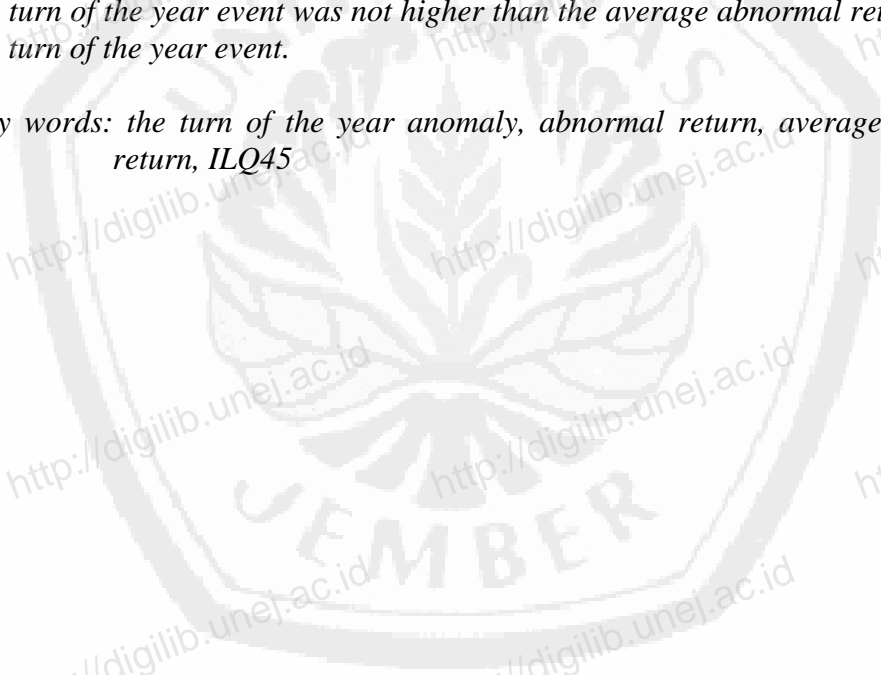 turn of the year event was not higher than the average abnormal ret
turn of the year event.
y words: the turn of the year anomaly, abnormal return, average
return, ILQ45
http://digilib.unej.ac.id
http://digilib.unej.ac.id
http://digilib.unej.ac.id
http://digilib.unej.ac.id
JEMBER
://digilib.unej.ac.id
://digilib.unej.ac.id